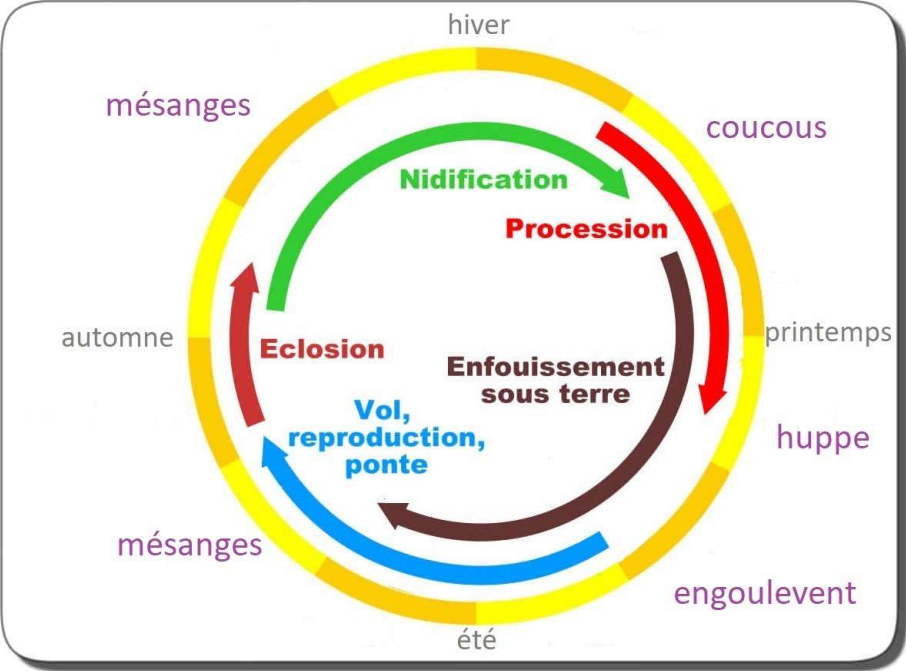 hiver
mésanges
coucous
Nidification
Procession
automne
printemps
Eclosion
Enfouissement
sous terre
Vol,
reproduction,
ponte
huppe
mésanges
engoulevent
été